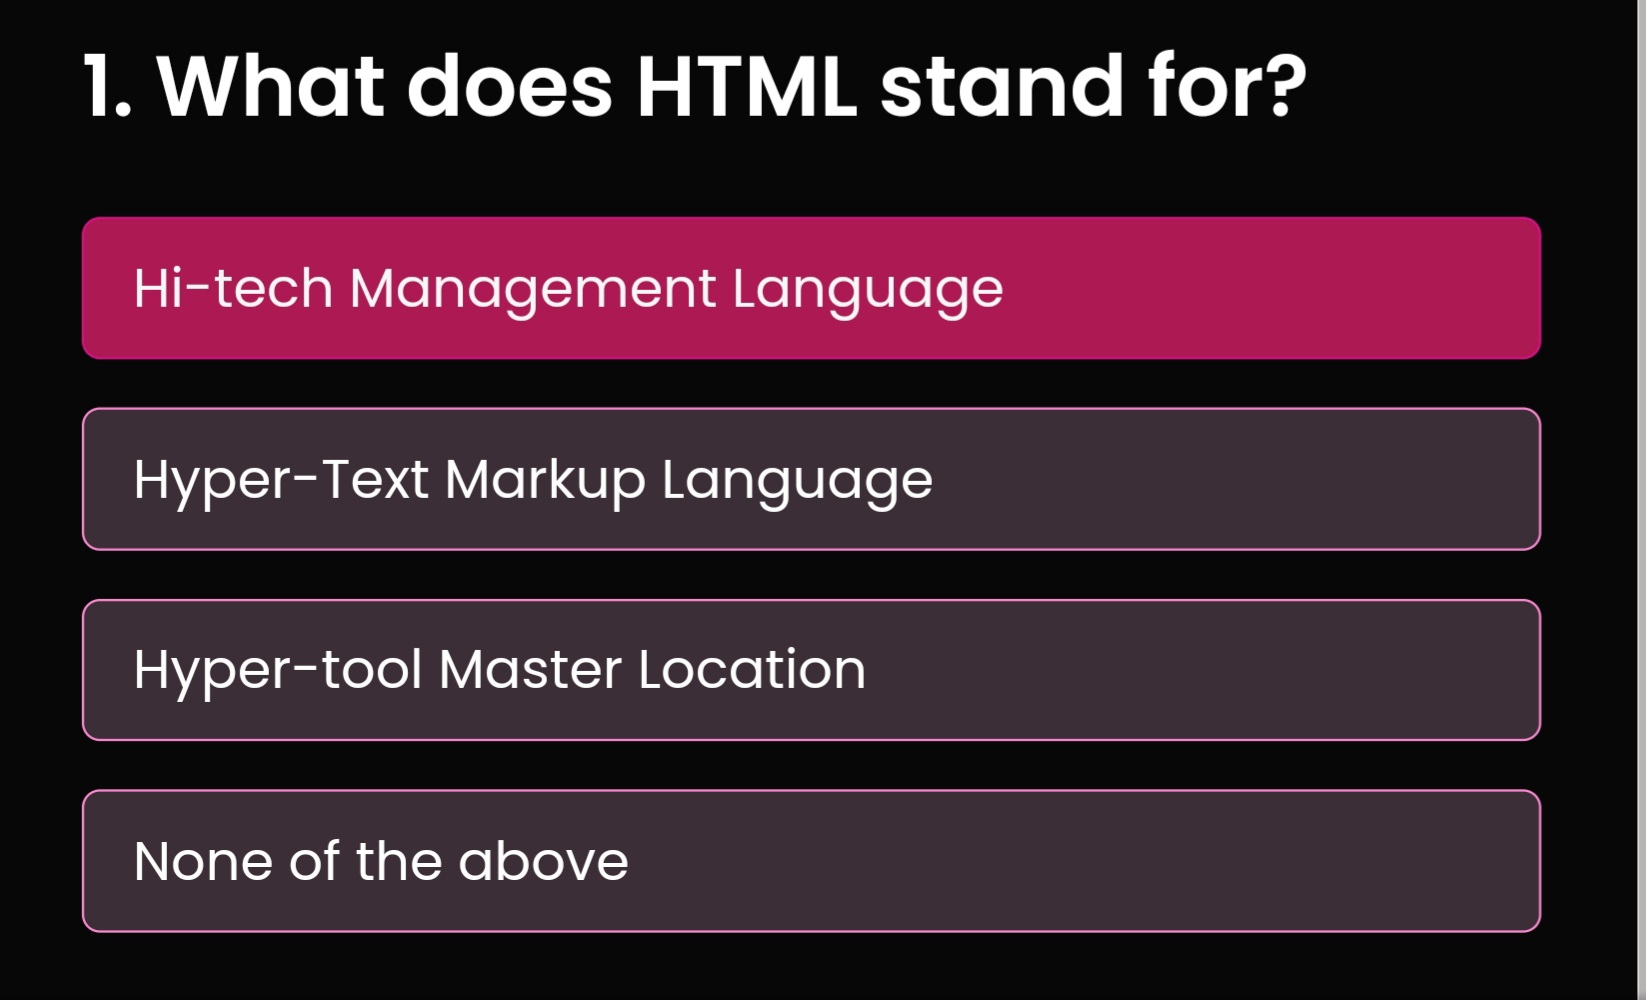 1. What does HTML stand for?
Hi-tech Management Language
Hyper-Text Markup Language
Hyper-tool Master Location
None of the above